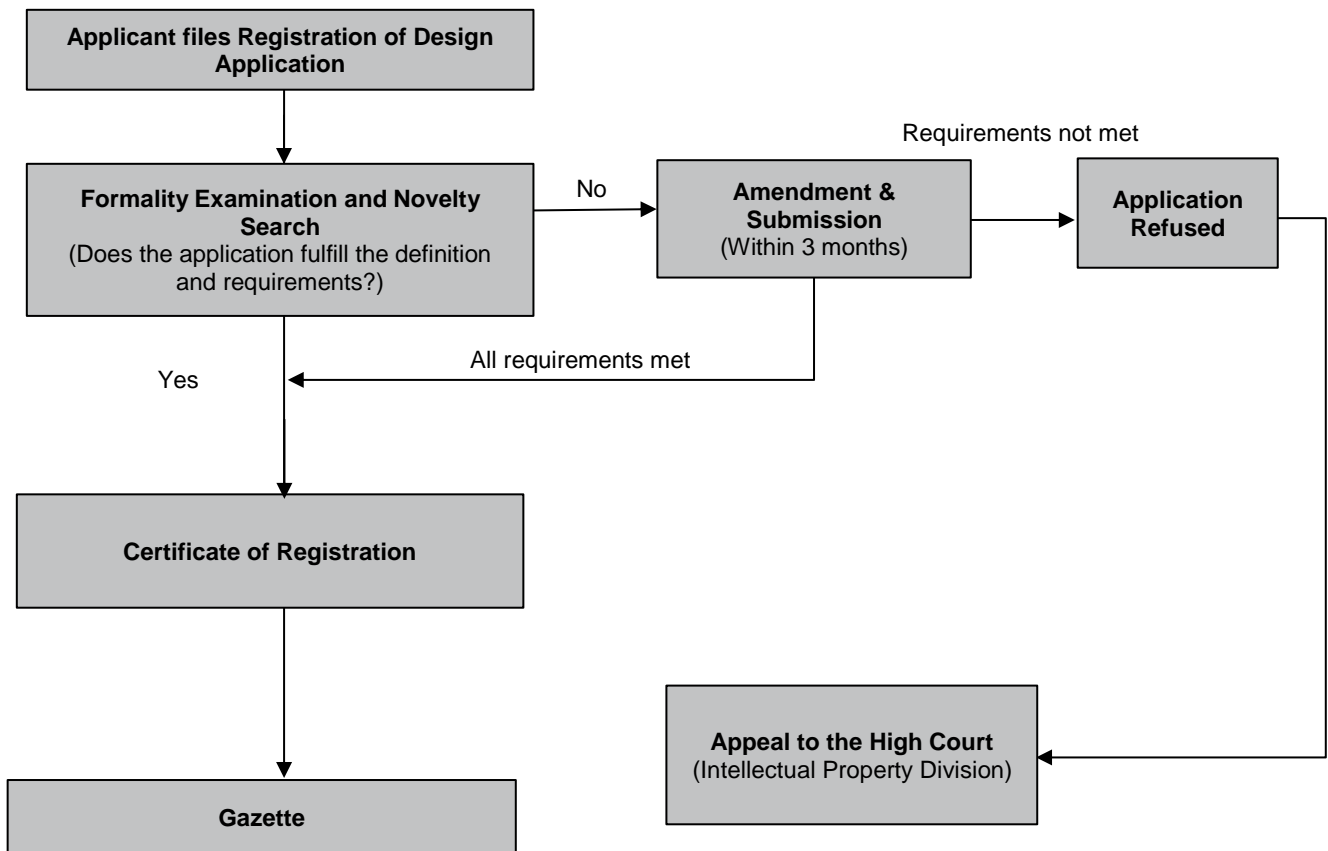 Applicant files Registration of Design
Application
Requirements not met
Formality Examination and Novelty
Search
(Does the application fulfill the definition
and requirements?)
No
Amendment &
Submission
(Within 3 months)
Application
Refused
Yes
All requirements met
Certificate of Registration
Appeal to the High Court
(Intellectual Property Division)
Gazette